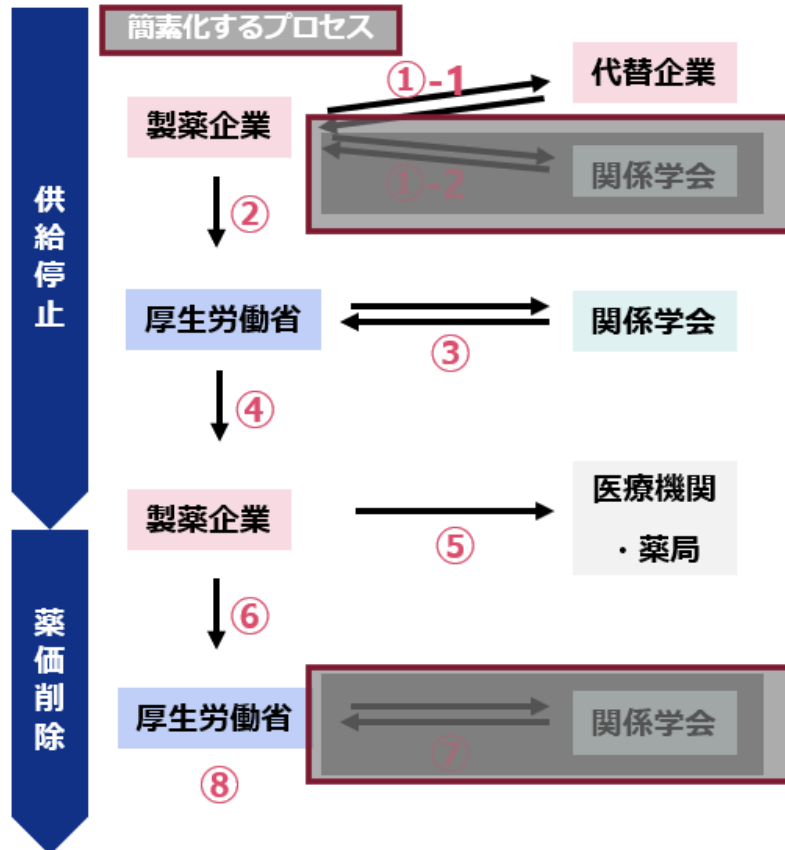 簡素化するプロセス
供給停止
①-1
代替企業
製薬企業
①-2
関係学会
②
厚生労働省
関係学会
③
④
製薬企業
医療機関
・薬局
⑤
薬価削除
⑥
厚生労働省
関係学会
⑦
⑧